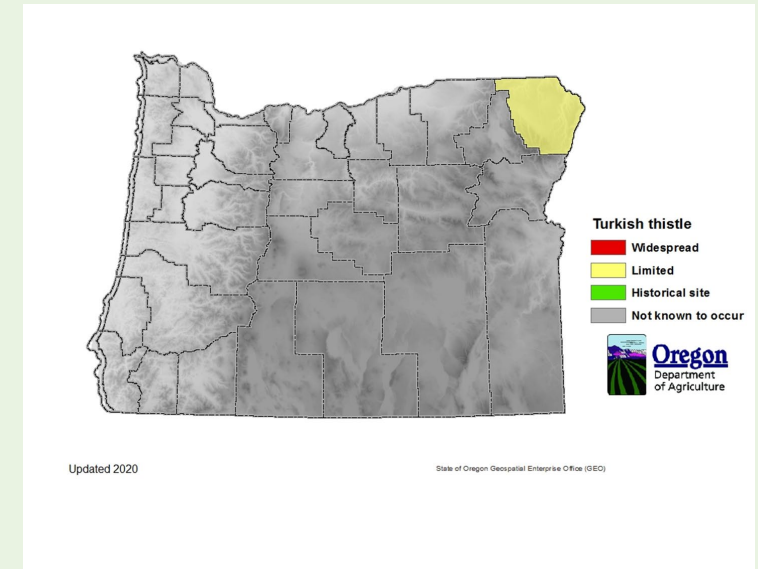 Turkish thistle
Widespread
Limited
Historical site
Not known to occur
Oregon
Department
of Agriculture
Updated 2020
State of Oregon Geospatial Enterprise Office (GEO)